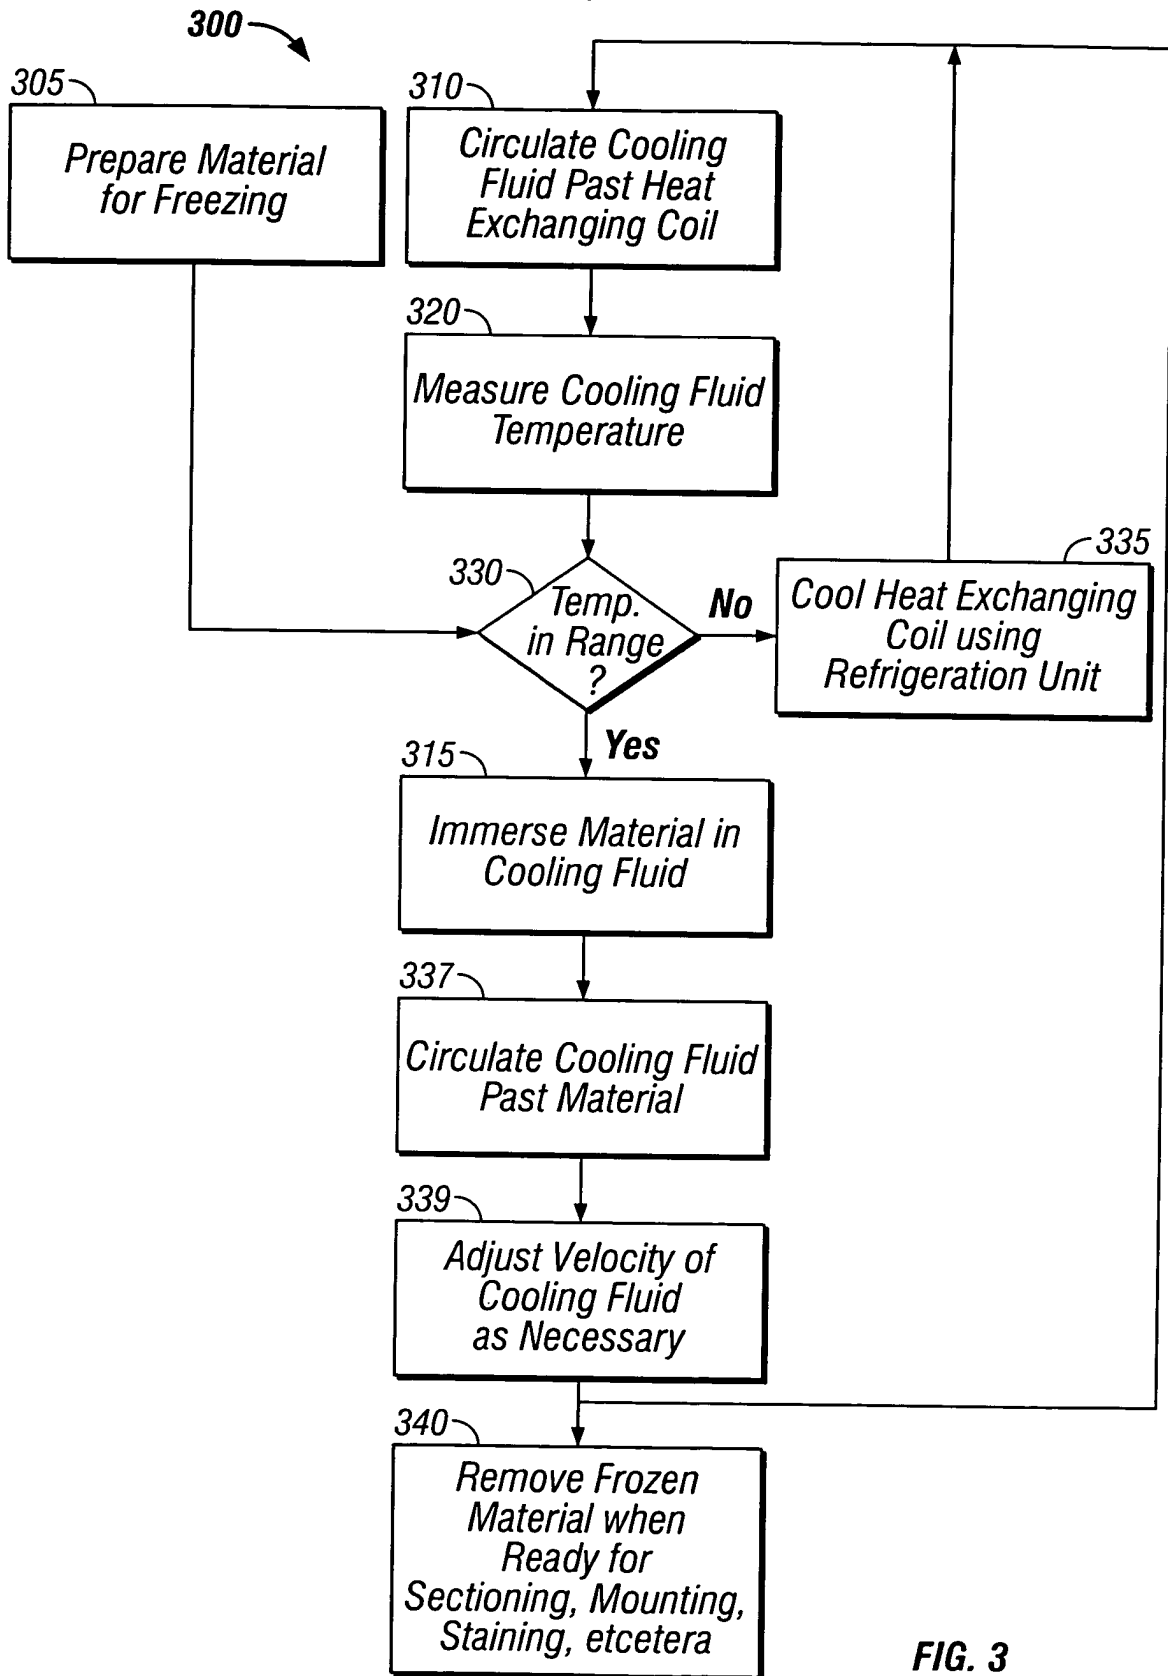 300
305
Prepare Material
for Freezing
310
Circulate Cooling
Fluid Past Heat
Exchanging Coil
320
Measure Cooling Fluid
Temperature
330
Temp.
in Range
?
No
335
Cool Heat Exchanging
Coil using
Refrigeration Unit
Yes
315
Immerse Material in
Cooling Fluid
337
Circulate Cooling Fluid
Past Material
339
Adjust Velocity of
Cooling Fluid
as Necessary
340
Remove Frozen
Material when
Ready for
Sectioning, Mounting,
Staining, etcetera
FIG. 3